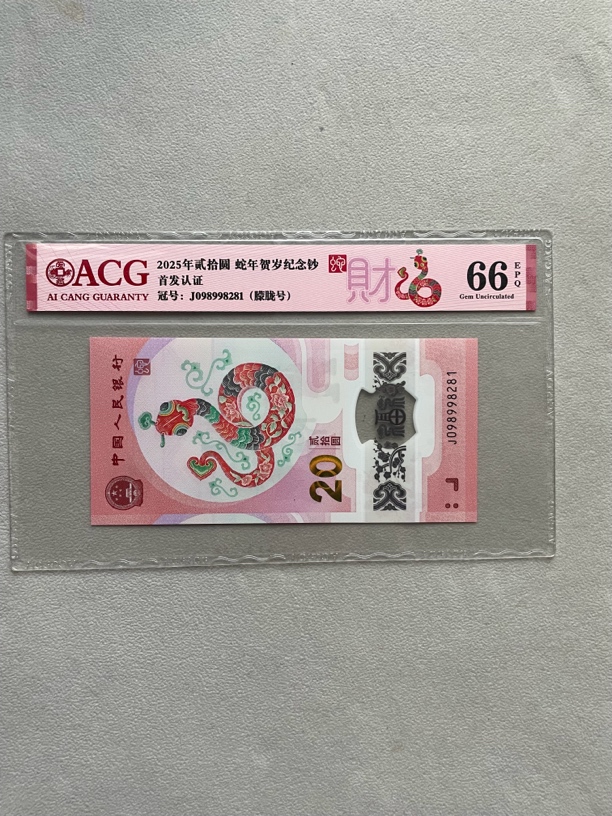 ACG
AI CANG GUARANTY
2025年贰拾圆 蛇年贺岁纪念钞
首发认证
冠号：J098998281（朦胧号）
財
66
EPQ
Gem Uncirculated
中国人民银行
贰拾圆
20
福
J098998281